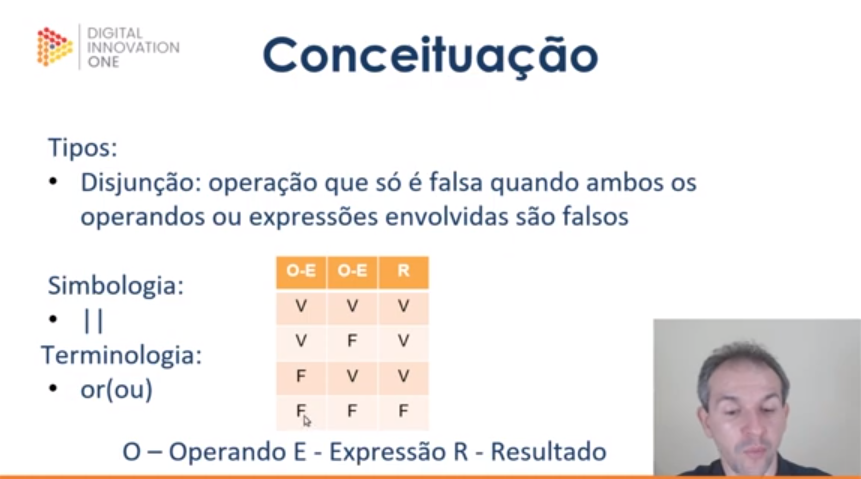 DIGITAL
INNOVATION
ONE
Conceituação
Tipos:
• Disjunção: operação que só é falsa quando ambos os
operandos ou expressões envolvidas são falsos
Simbologia:
• ||
Terminologia:
• or(ou)
O-E O-E R
V V V
V F V
F V V
F F F
O – Operando E - Expressão R - Resultado